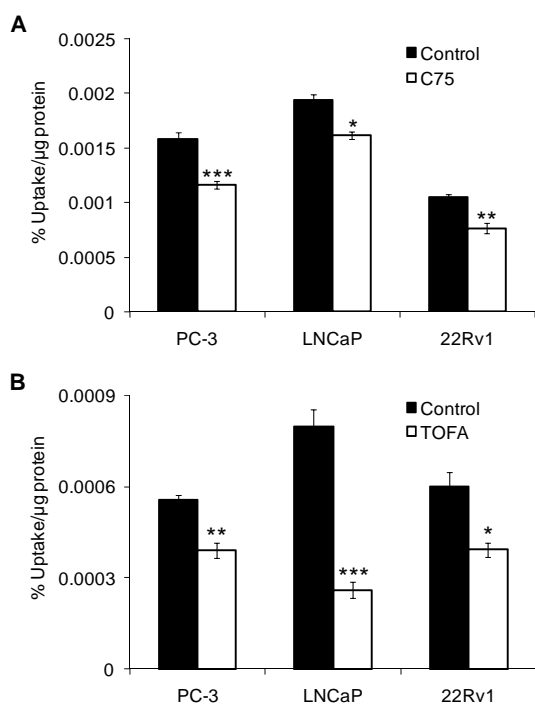 A
% Uptake/µg protein
0.0025
0.002
0.0015
0.001
0.0005
0
Control
C75
***
*
**
PC-3 LNCaP 22Rv1
B
% Uptake/µg protein
0.0009
0.0006
0.0003
0
Control
TOFA
**
***
*
PC-3 LNCaP 22Rv1